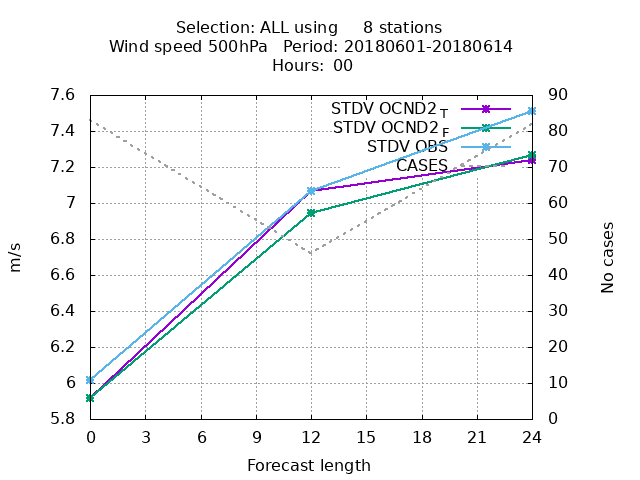 Selection: ALL using     8 stations
Wind speed 500hPa   Period: 20180601-20180614
Hours:  00
STDV OCND2_T
STDV OCND2_F
STDV OBS
CASES
7.6
7.4
7.2
7
6.8
6.6
6.4
6.2
6
5.8
m/s
90
80
70
60
50
40
30
20
10
0
No cases
0 3 6 9 12 15 18 21 24
Forecast length